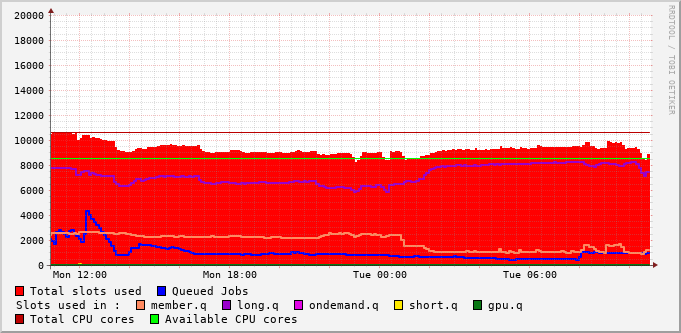 20000
18000
16000
14000
12000
10000
8000
6000
4000
2000
0
Mon 12:00 Mon 18:00 Tue 00:00 Tue 06:00
RRDTOOL / TOBI OETIKER
Total slots used Queued Jobs
Slots used in : member.q long.q ondemand.q short.q gpu.q
Total CPU cores Available CPU cores